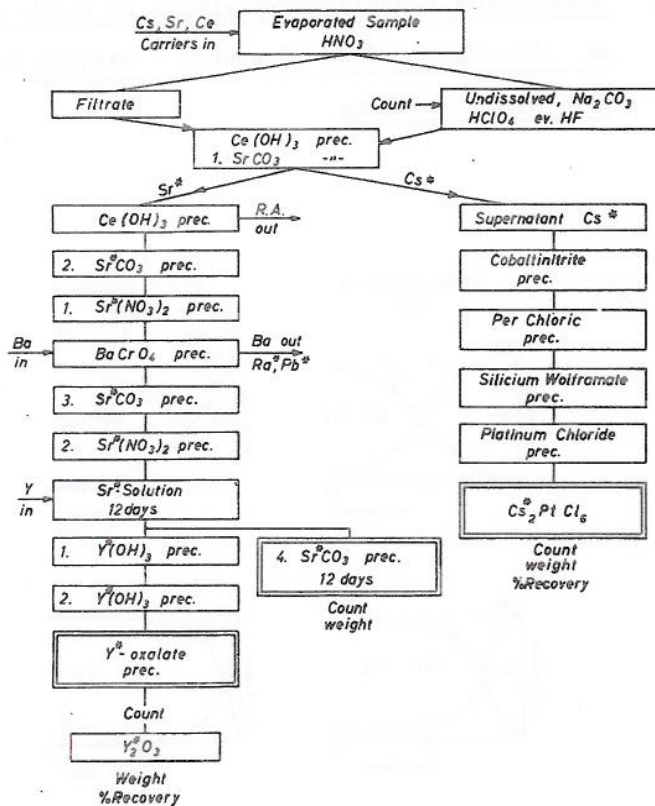 Cs, Sr, Ce
Carriers in
Evaporated Sample
HNO3
Filtrate
Count
Undissolved, Na2CO3
HClO4 ev. HF
Ce(OH)3 prec.
1. SrCO3 -"-
Sr*
Cs*
Ce(OH)3 prec.
R.A.
out
2. Sr*CO3 prec.
1. Sr*(NO3)2 prec.
Ba
in
BaCrO4 prec.
Ba out
Ra*, Pb*
3. Sr*CO3 prec.
2. Sr*(NO3)2 prec.
Y
in
Sr*-Solution
12 days
1. Y*(OH)3 prec.
2. Y*(OH)3 prec.
Y*-oxalate
prec.
Count
Y2*O3
Weight
%Recovery
4. Sr*CO3 prec.
12 days
Count
weight
Supernatant Cs*
Cobaltinitrite
prec.
Per Chloric
prec.
Silicium Wolframate
prec.
Platinum Chloride
prec.
Cs2*PtCl6
Count
weight
%Recovery